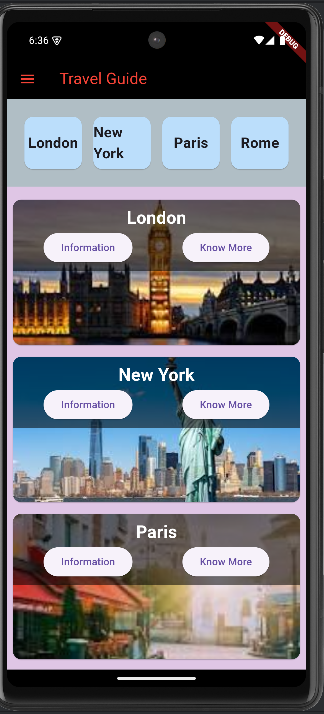 6:36
DEBUG
Travel Guide
London
New
York
Paris
Rome
London
Information
Know More
New York
Information
Know More
Paris
Information
Know More